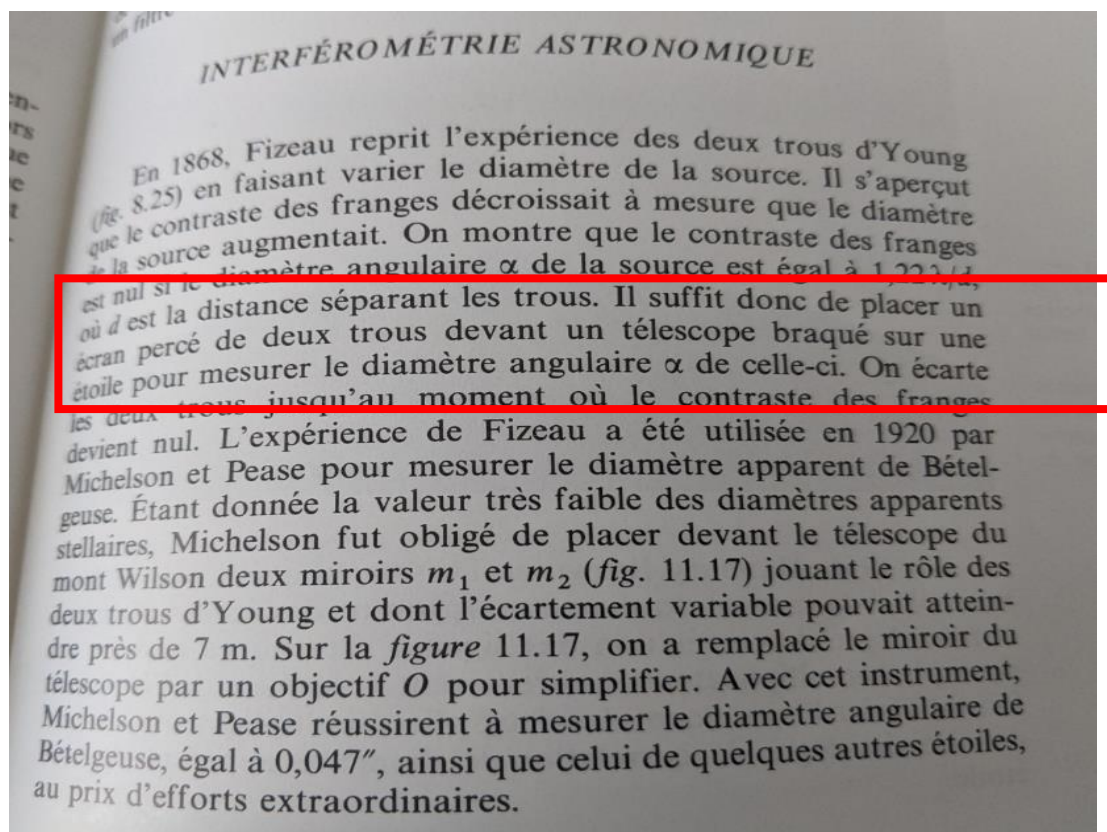 un filtre
en-
rs
INTERFÉROMÉTRIE ASTRONOMIQUE
En 1868, Fizeau reprit l'expérience des deux trous d'Young
(fig. 8.25) en faisant varier le diamètre de la source. Il s'aperçut
que le contraste des franges décroissait à mesure que le diamètre
de la source augmentait. On montre que le contraste des franges
est nul si le diamètre angulaire α de la source est égal à 1,22 λ/d,
où d est la distance séparant les trous. Il suffit donc de placer un
écran percé de deux trous devant un télescope braqué sur une
étoile pour mesurer le diamètre angulaire α de celle-ci. On écarte
les deux trous jusqu'au moment où le contraste des franges
devient nul. L'expérience de Fizeau a été utilisée en 1920 par
Michelson et Pease pour mesurer le diamètre apparent de Bétel-
geuse. Étant donnée la valeur très faible des diamètres apparents
stellaires, Michelson fut obligé de placer devant le télescope du
mont Wilson deux miroirs m₁ et m₂ (fig. 11.17) jouant le rôle des
deux trous d'Young et dont l'écartement variable pouvait attein-
dre près de 7 m. Sur la figure 11.17, on a remplacé le miroir du
télescope par un objectif O pour simplifier. Avec cet instrument,
Michelson et Pease réussirent à mesurer le diamètre angulaire de
Bételgeuse, égal à 0,047″, ainsi que celui de quelques autres étoiles,
au prix d'efforts extraordinaires.